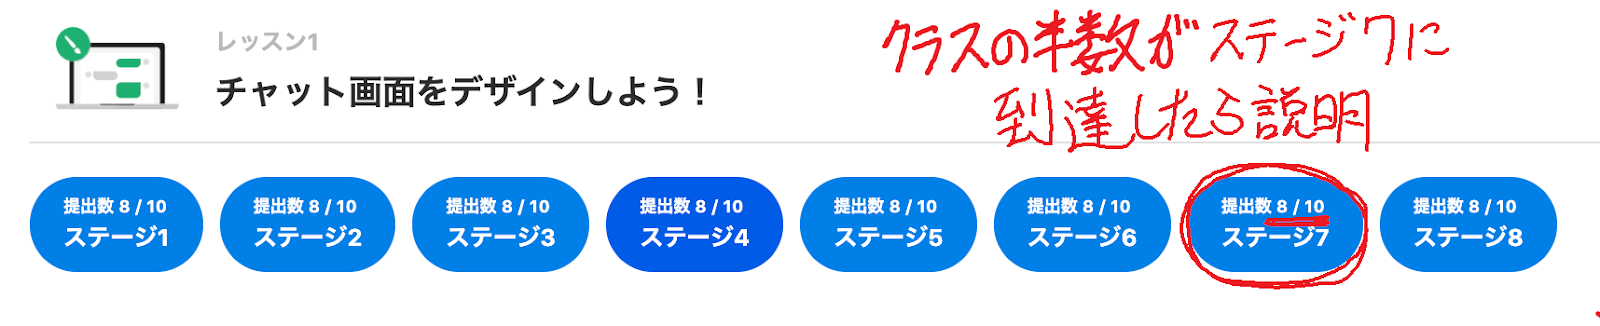 レッスン1
チャット画面をデザインしよう！
クラスの半数がステージ7に
到達したら説明
提出数 8 / 10
ステージ1
提出数 8 / 10
ステージ2
提出数 8 / 10
ステージ3
提出数 8 / 10
ステージ4
提出数 8 / 10
ステージ5
提出数 8 / 10
ステージ6
提出数 8 / 10
ステージ7
提出数 8 / 10
ステージ8